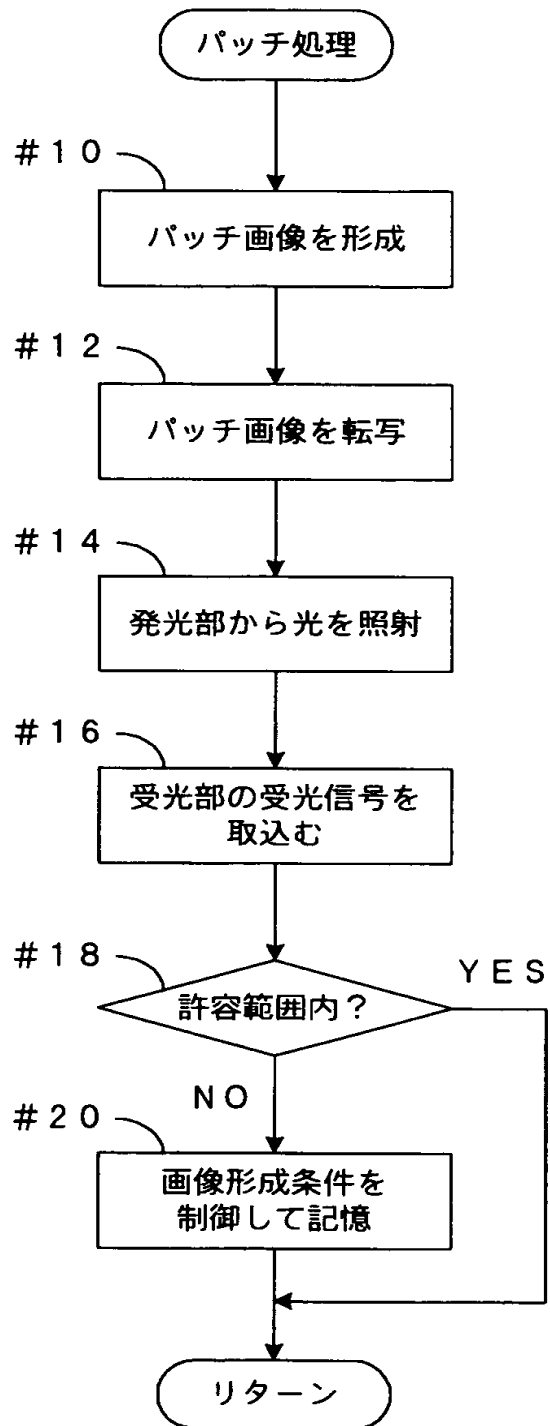 パッチ処理
#10
パッチ画像を形成
#12
パッチ画像を転写
#14
発光部から光を照射
#16
受光部の受光信号を
取込む
#18
許容範囲内?
YES
NO
#20
画像形成条件を
制御して記憶
リターン